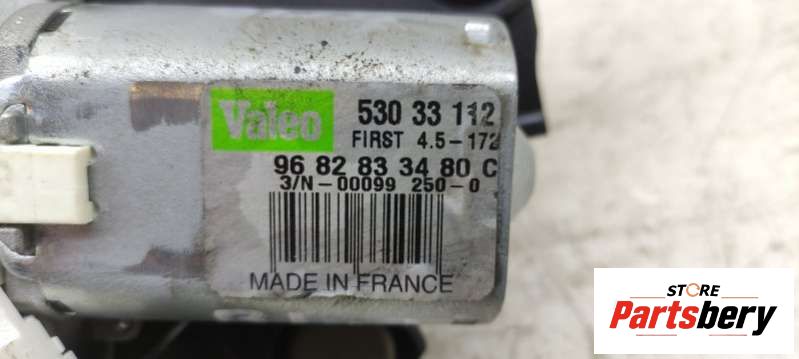 Valeo 530 33 112
FIRST 4.5-172
96 82 83 34 80 C
3/N-00099 250-0
MADE IN FRANCE
STORE
Partsbery